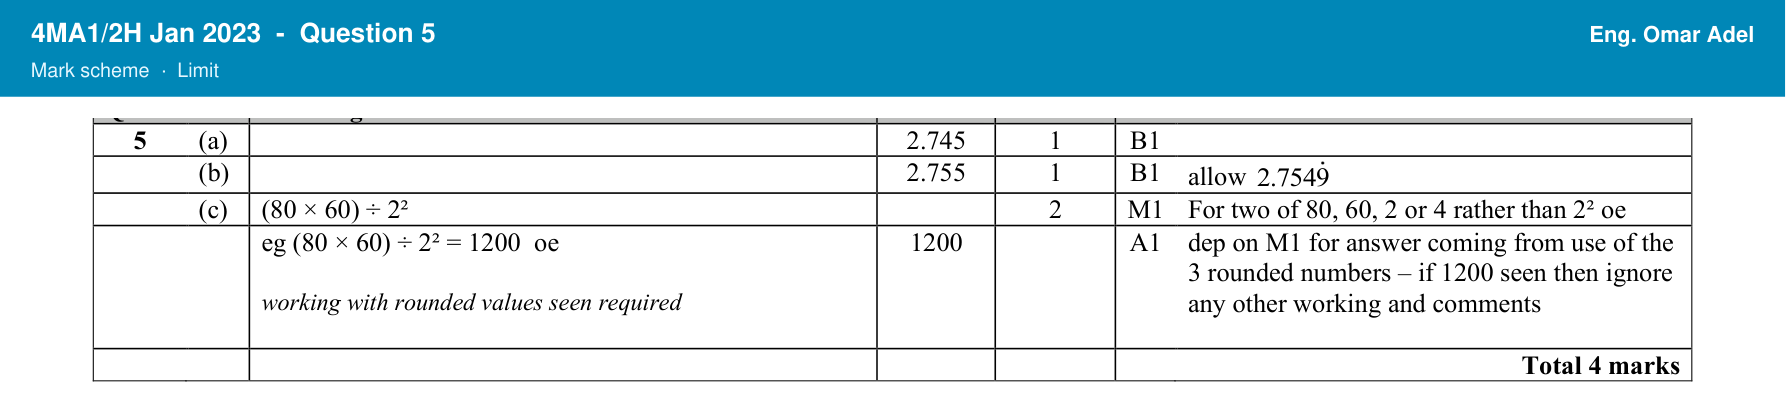 4MA1/2H Jan 2023 - Question 5
Eng. Omar Adel
Mark scheme · Limit
5 (a) 2.745 1 B1
(b) 2.755 1 B1 allow 2.7549̇
(c) (80 × 60) ÷ 2² 2 M1 For two of 80, 60, 2 or 4 rather than 2² oe
eg (80 × 60) ÷ 2² = 1200 oe 1200 A1 dep on M1 for answer coming from use of the
3 rounded numbers – if 1200 seen then ignore
working with rounded values seen required any other working and comments
Total 4 marks